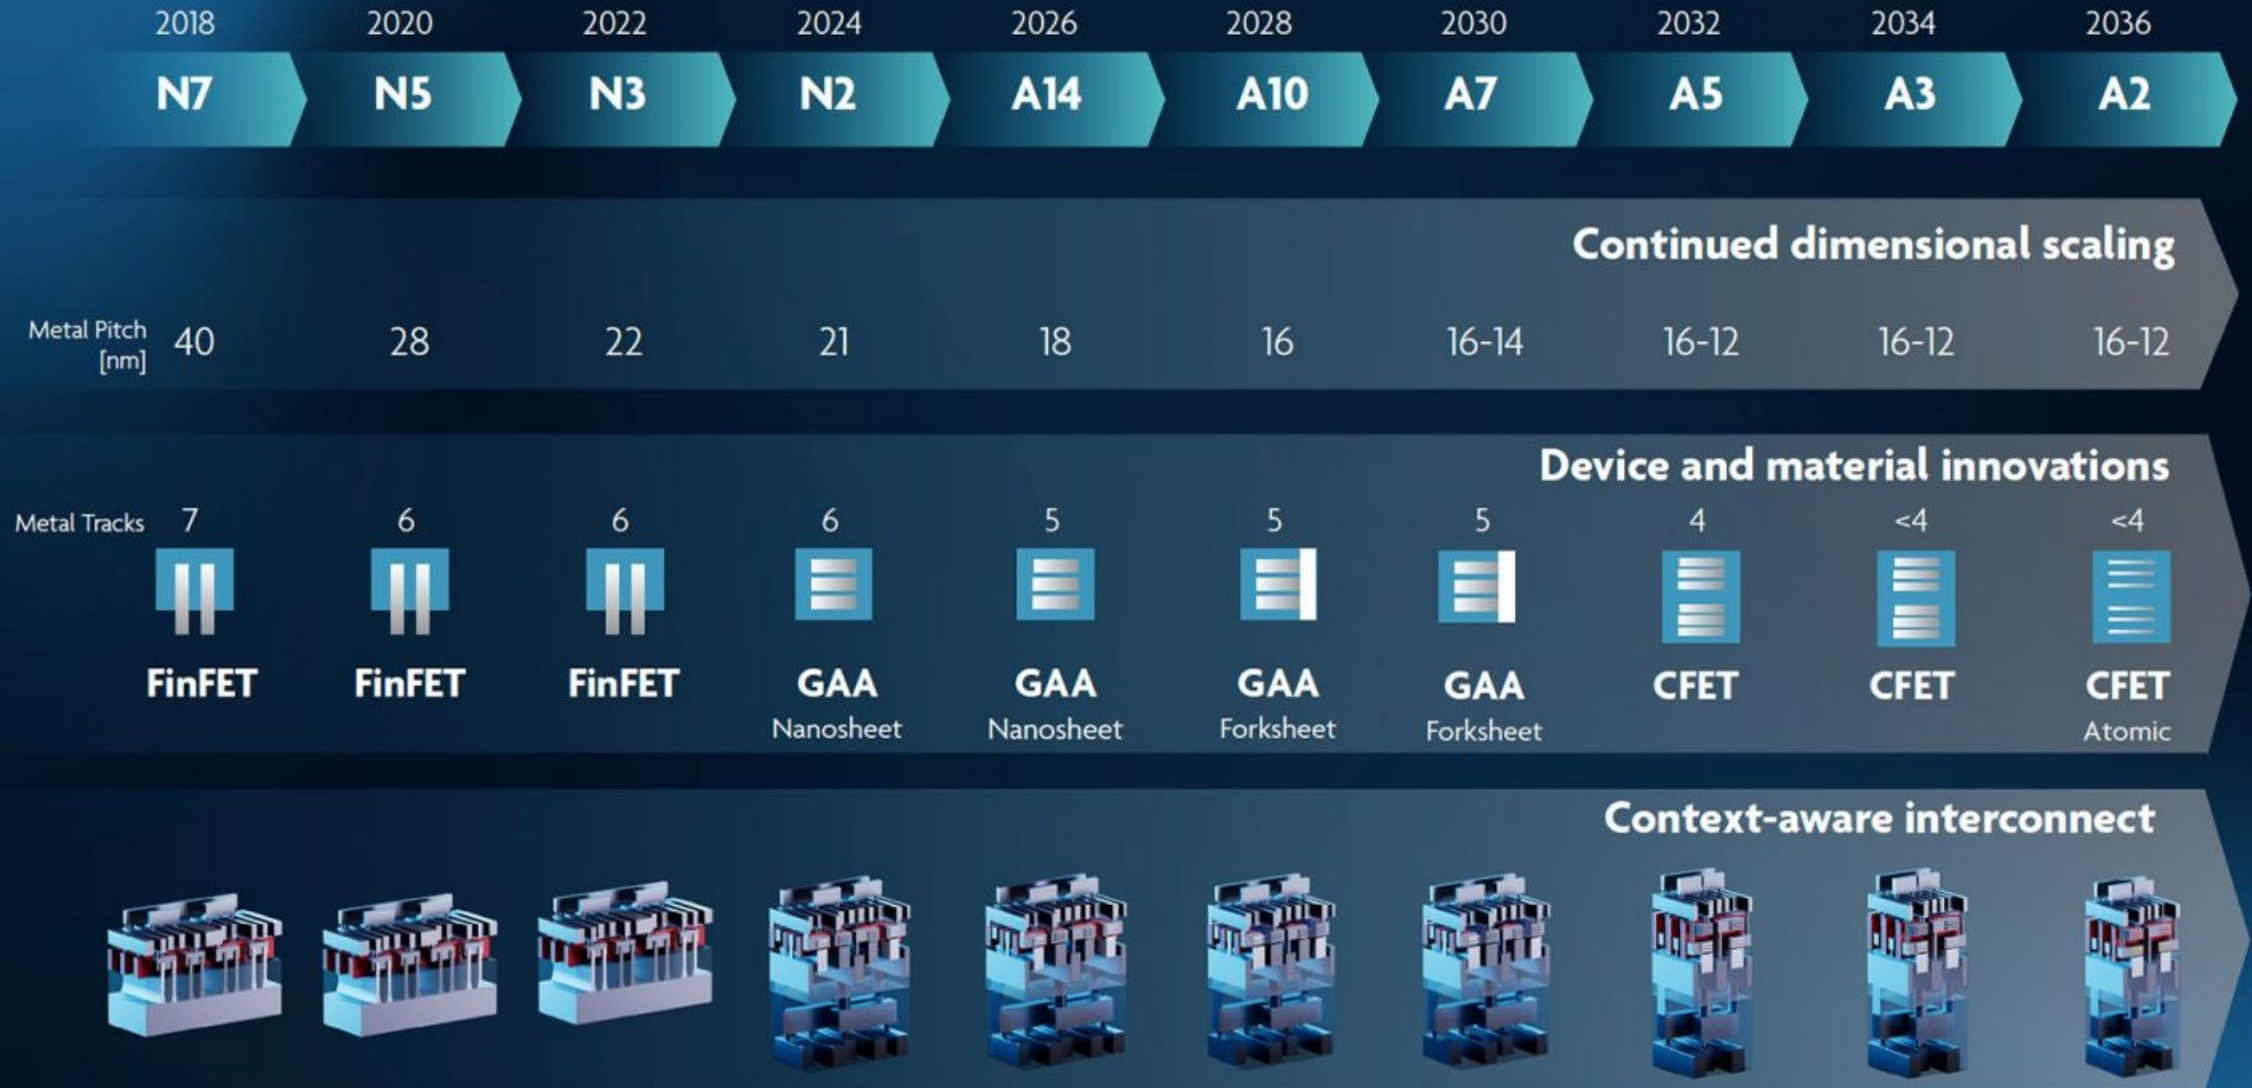 2018 2020 2022 2024 2026 2028 2030 2032 2034 2036
N7 N5 N3 N2 A14 A10 A7 A5 A3 A2
Continued dimensional scaling
Metal Pitch
[nm]
40 28 22 21 18 16 16-14 16-12 16-12 16-12
Device and material innovations
Metal Tracks 7 6 6 6 5 5 5 4 <4 <4
FinFET FinFET FinFET GAA GAA GAA GAA CFET CFET CFET
Nanosheet Nanosheet Forksheet Forksheet Atomic
Context-aware interconnect